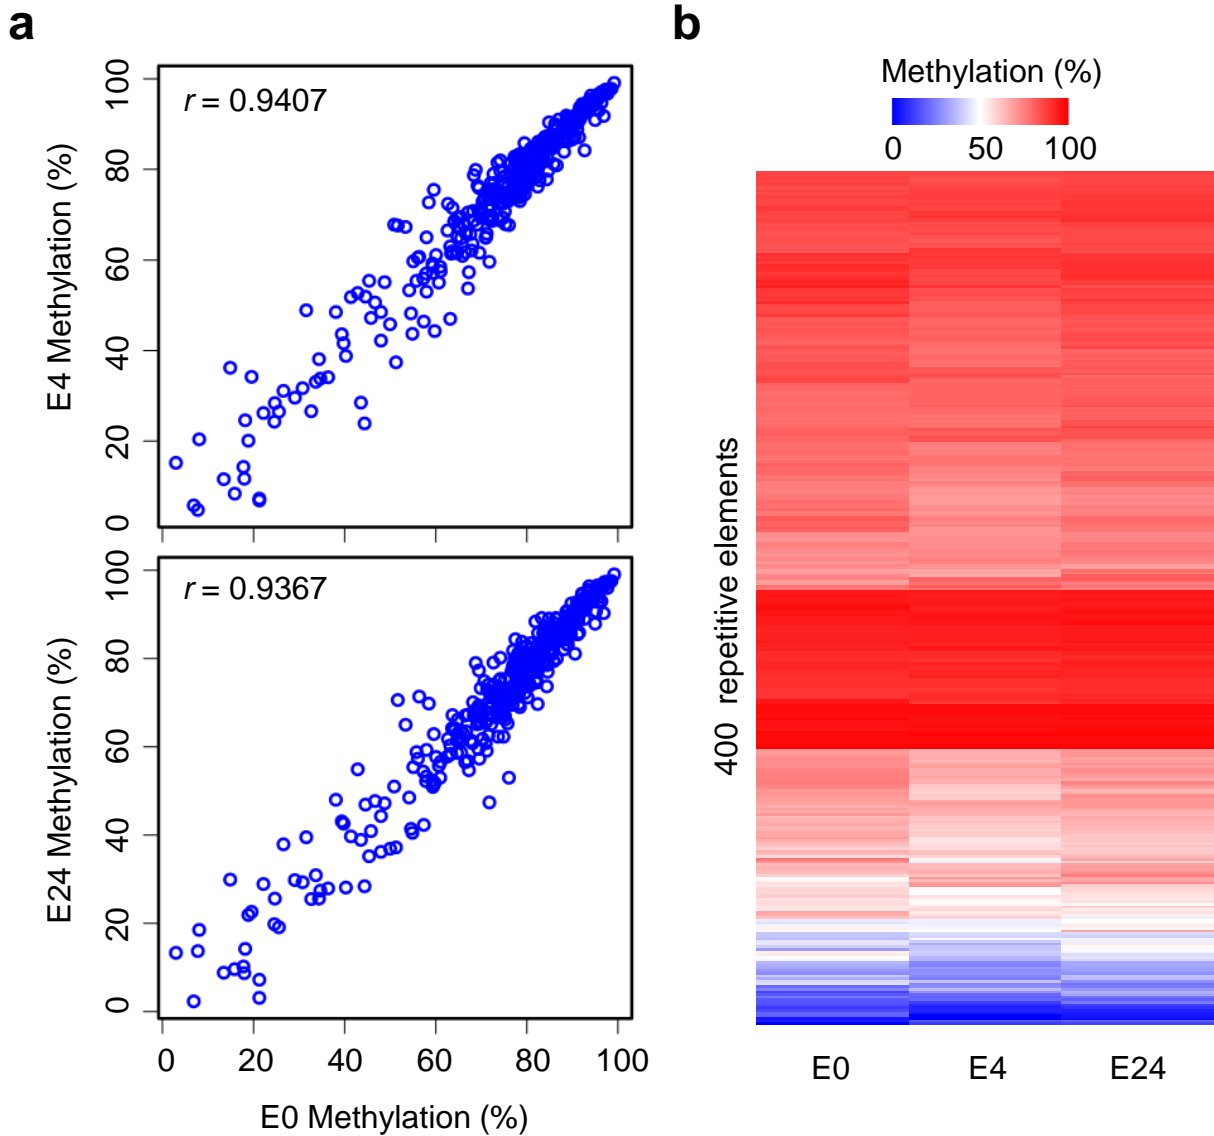 a
r = 0.9407
E4 Methylation (%)
100
80
60
40
20
0
r = 0.9367
E24 Methylation (%)
100
80
60
40
20
0
0 20 40 60 80 100
E0 Methylation (%)
b
Methylation (%)
0 50 100
400 repetitive elements
E0 E4 E24